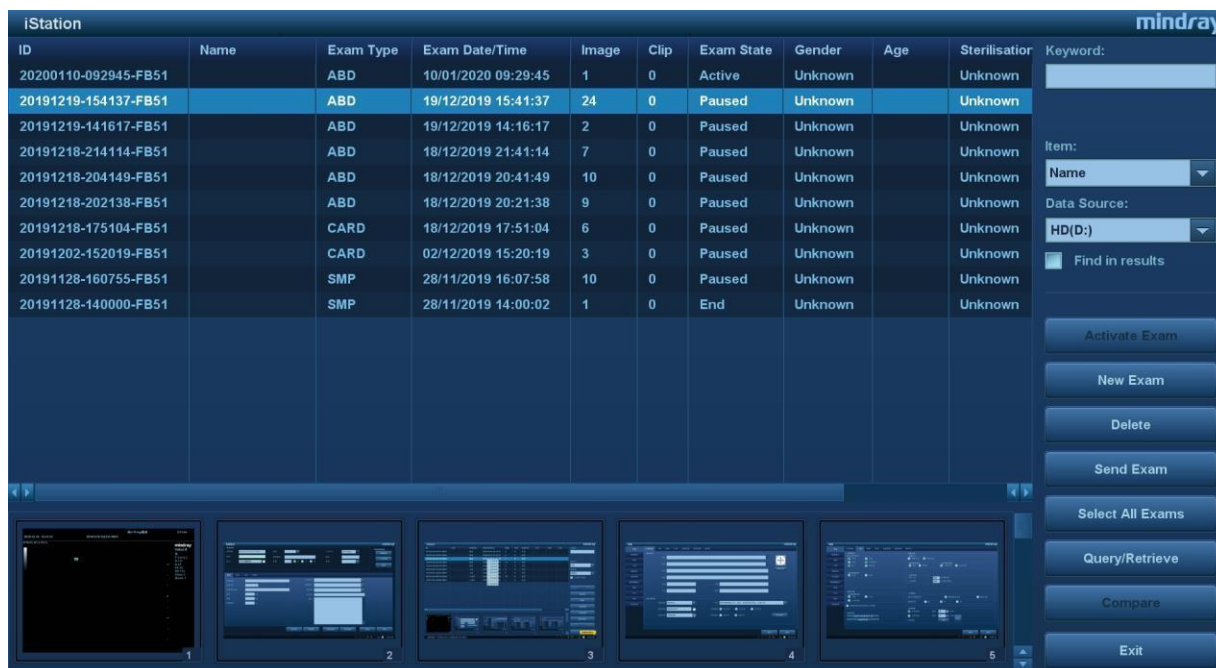 iStation
mindray
ID Name Exam Type Exam Date/Time Image Clip Exam State Gender Age Sterilisation
20200110-092945-FB51 ABD 10/01/2020 09:29:45 1 0 Active Unknown Unknown
20191219-154137-FB51 ABD 19/12/2019 15:41:37 24 0 Paused Unknown Unknown
20191219-141617-FB51 ABD 19/12/2019 14:16:17 2 0 Paused Unknown Unknown
20191218-214114-FB51 ABD 18/12/2019 21:41:14 7 0 Paused Unknown Unknown
20191218-204149-FB51 ABD 18/12/2019 20:41:49 10 0 Paused Unknown Unknown
20191218-202138-FB51 ABD 18/12/2019 20:21:38 9 0 Paused Unknown Unknown
20191218-175104-FB51 CARD 18/12/2019 17:51:04 6 0 Paused Unknown Unknown
20191202-152019-FB51 CARD 02/12/2019 15:20:19 3 0 Paused Unknown Unknown
20191128-160755-FB51 SMP 28/11/2019 16:07:58 10 0 Paused Unknown Unknown
20191128-140000-FB51 SMP 28/11/2019 14:00:02 1 0 End Unknown Unknown
Keyword:
Item:
Name
Data Source:
HD(D:)
Find in results
Activate Exam
New Exam
Delete
Send Exam
Select All Exams
Query/Retrieve
Compare
Exit
1 2 3 4 5